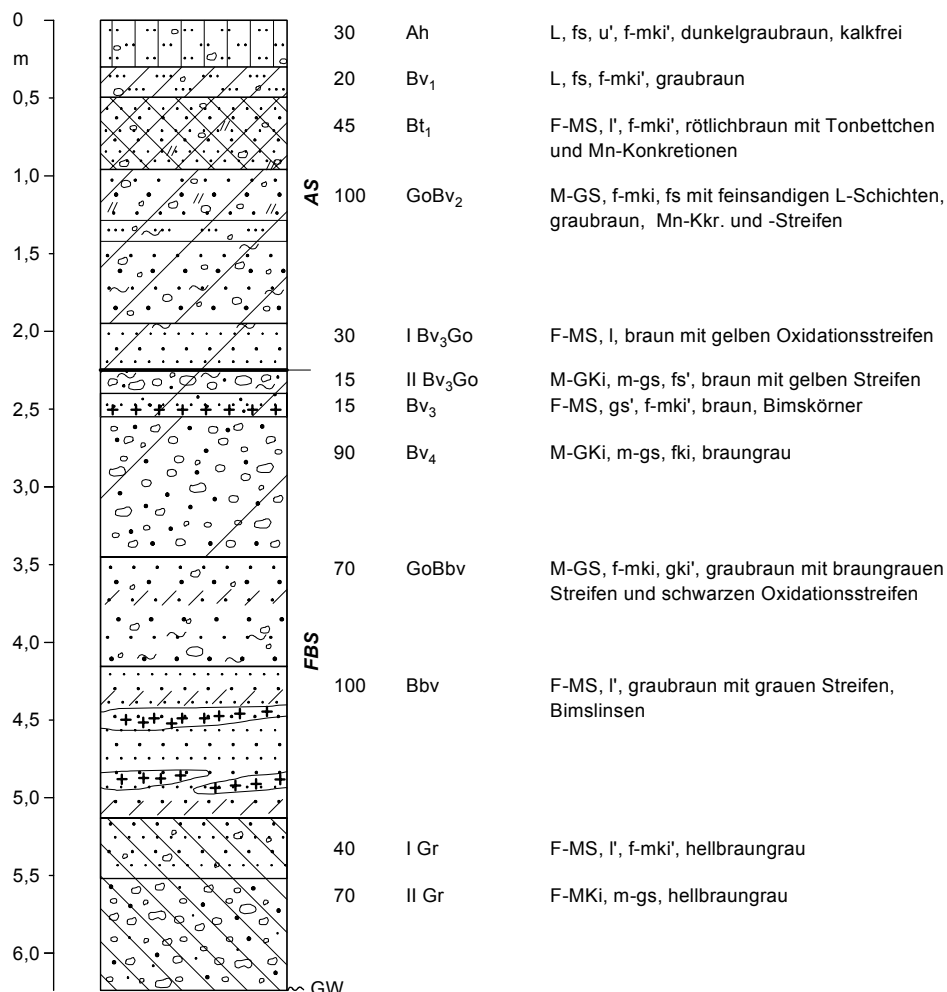 0
m
30 Ah L, fs, u', f-mki', dunkelgraubraun, kalkfrei
20 Bv1 L, fs, f-mki', graubraun
0,5
45 Bt1 F-MS, l', f-mki', rötlichbraun mit Tonbettchen
und Mn-Konkretionen
1,0
AS
100 GoBv2 M-GS, f-mki, fs mit feinsandigen L-Schichten,
graubraun, Mn-Kkr. und -Streifen
1,5
2,0
30 I Bv3Go F-MS, l, braun mit gelben Oxidationsstreifen
15 II Bv3Go M-GKi, m-gs, fs', braun mit gelben Streifen
2,5
15 Bv3 F-MS, gs', f-mki', braun, Bimskörner
90 Bv4 M-GKi, m-gs, fki, braungrau
3,0
3,5
70 GoBbv M-GS, f-mki, gki', graubraun mit braungrauen
Streifen und schwarzen Oxidationsstreifen
4,0
FBS
100 Bbv F-MS, l', graubraun mit grauen Streifen,
Bimslinsen
4,5
5,0
40 I Gr F-MS, l', f-mki', hellbraungrau
5,5
70 II Gr F-MKi, m-gs, hellbraungrau
6,0
GW